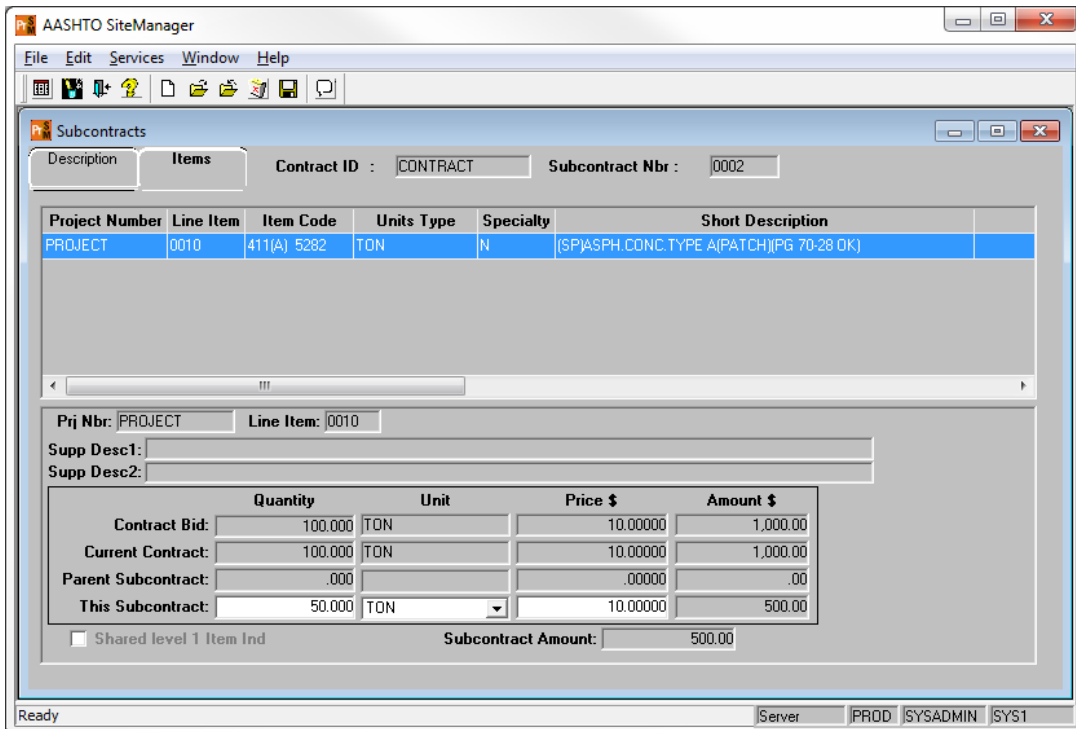 AASHTO SiteManager
File Edit Services Window Help
Subcontracts
Description Items Contract ID : CONTRACT Subcontract Nbr : 0002
Project Number Line Item Item Code Units Type Specialty Short Description
PROJECT 0010 411(A) 5282 TON N (SP)ASPH.CONC.TYPE A(PATCH)(PG 70-28 OK)
Prj Nbr: PROJECT Line Item: 0010
Supp Desc1:
Supp Desc2:
Quantity Unit Price $ Amount $
Contract Bid: 100.000 TON 10.00000 1,000.00
Current Contract: 100.000 TON 10.00000 1,000.00
Parent Subcontract: .000 .00000 .00
This Subcontract: 50.000 TON 10.00000 500.00
Shared level 1 Item Ind Subcontract Amount: 500.00
Ready Server PROD SYSADMIN SYS1